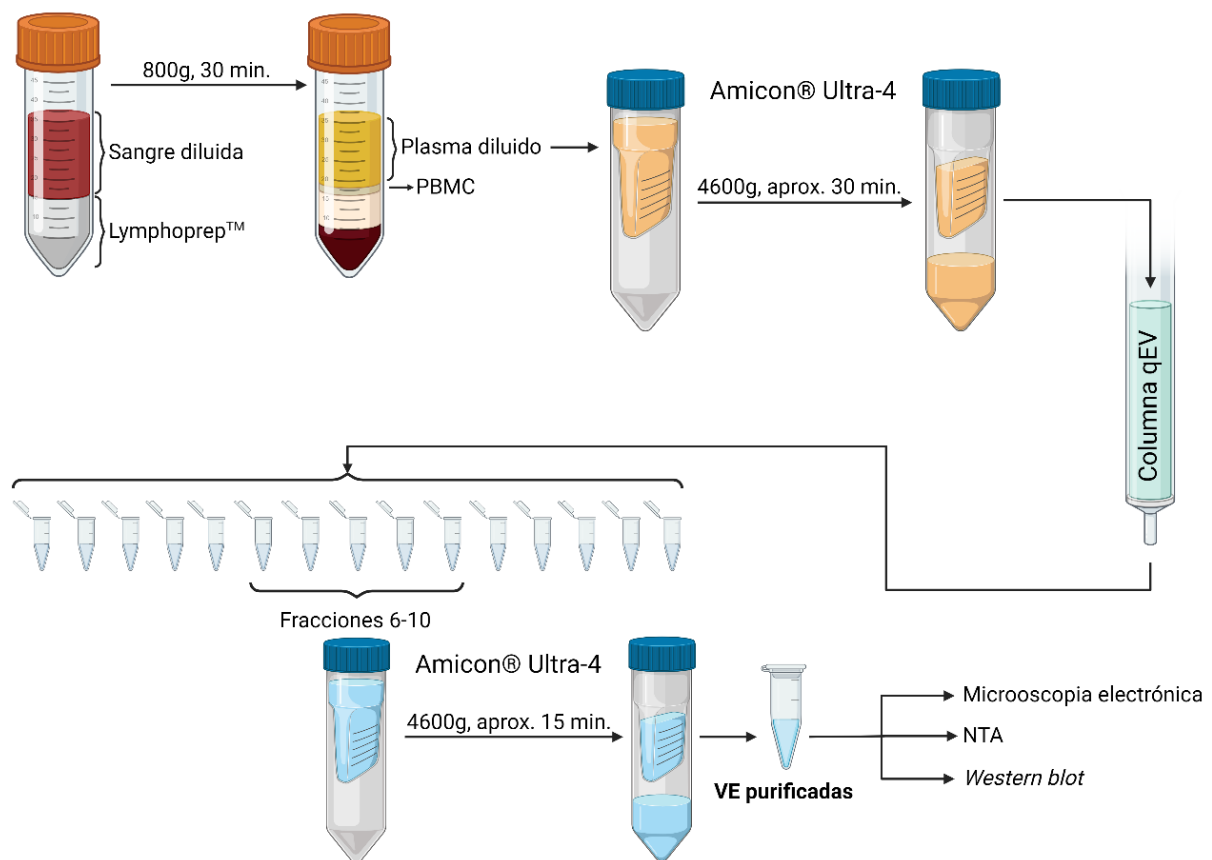 800g, 30 min.
Sangre diluida
Lymphoprep™
Plasma diluido
PBMC
Amicon® Ultra-4
4600g, aprox. 30 min.
Columna qEV
Fracciones 6-10
Amicon® Ultra-4
4600g, aprox. 15 min.
VE purificadas
Microoscopia electrónica
NTA
Western blot